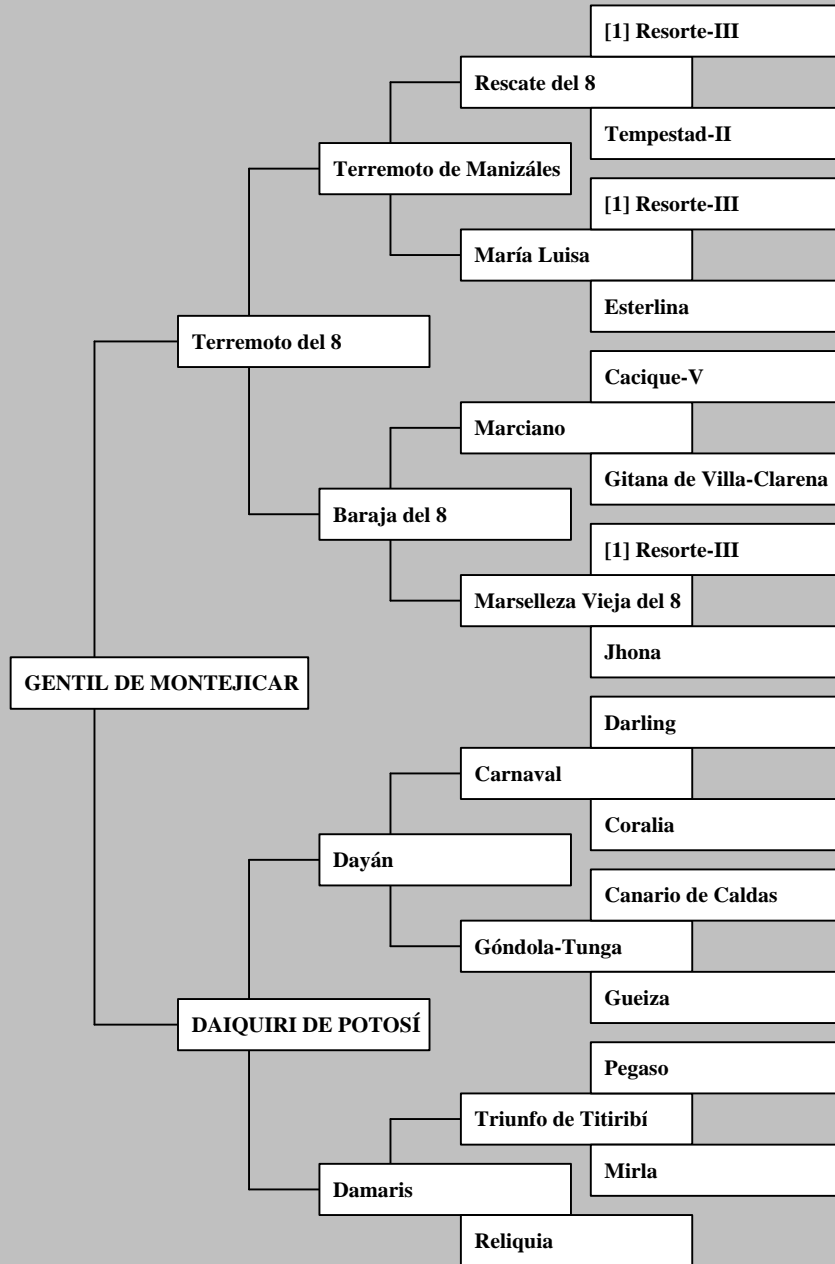 [1] Resorte-III
Rescate del 8
Tempestad-II
Terremoto de Manizáles
[1] Resorte-III
María Luisa
Esterlina
Terremoto del 8
Cacique-V
Marciano
Gitana de Villa-Clarena
Baraja del 8
[1] Resorte-III
Marselleza Vieja del 8
Jhona
GENTIL DE MONTEJICAR
Darling
Carnaval
Coralia
Dayán
Canario de Caldas
Góndola-Tunga
Gueiza
DAIQUIRI DE POTOSÍ
Pegaso
Triunfo de Titiribí
Mirla
Damaris
Reliquia